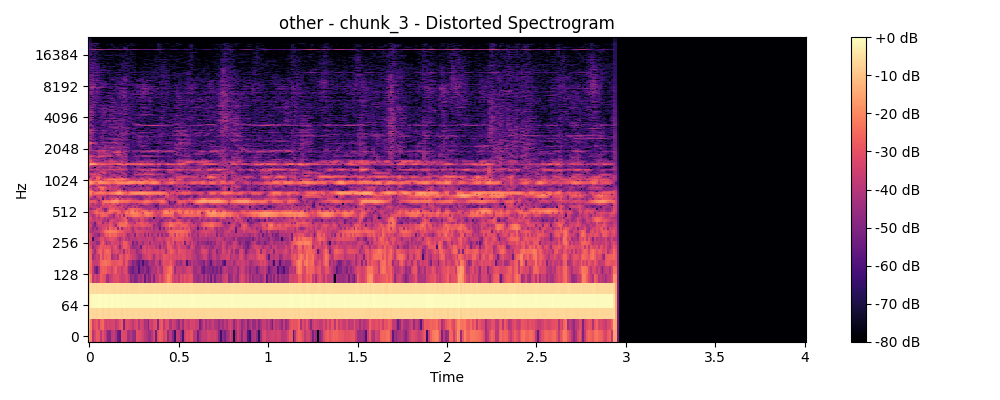 other - chunk_3 - Distorted Spectrogram
Hz
16384
8192
4096
2048
1024
512
256
128
64
0
0 0.5 1 1.5 2 2.5 3 3.5 4
Time
+0 dB
-10 dB
-20 dB
-30 dB
-40 dB
-50 dB
-60 dB
-70 dB
-80 dB